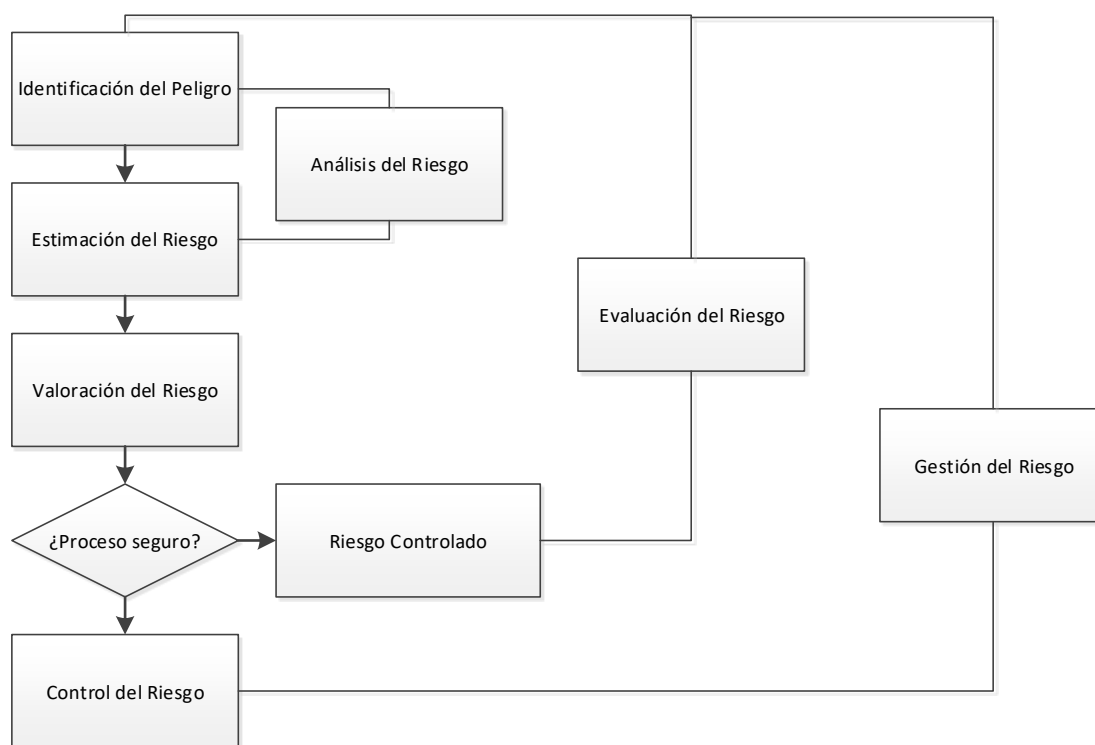 Identificación del Peligro
Análisis del Riesgo
Estimación del Riesgo
Evaluación del Riesgo
Valoración del Riesgo
Gestión del Riesgo
¿Proceso seguro?
Riesgo Controlado
Control del Riesgo